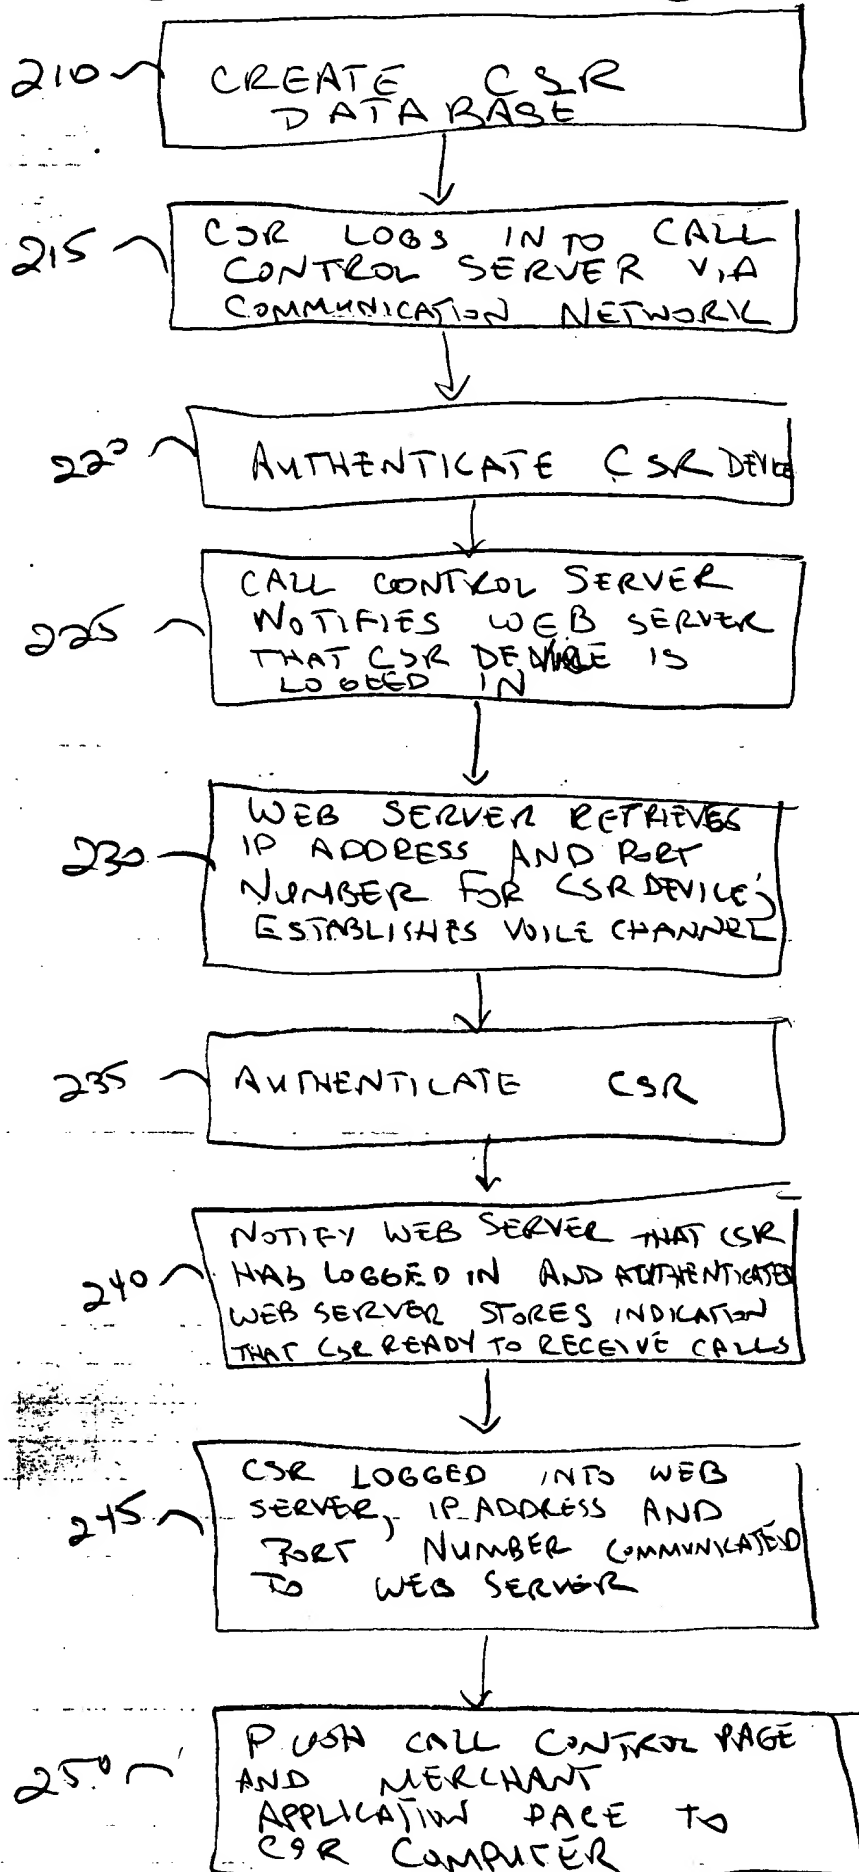 210
CREATE CSR
DATABASE
215
CSR LOGS INTO CALL
CONTROL SERVER VIA
COMMUNICATION NETWORK
220
AUTHENTICATE CSR DEVICE
225
CALL CONTROL SERVER
NOTIFIES WEB SERVER
THAT CSR DEVICE IS
LOGGED IN
230
WEB SERVER RETRIEVES
IP ADDRESS AND PORT
NUMBER FOR CSR DEVICE;
ESTABLISHES VOICE CHANNEL
235
AUTHENTICATE CSR
240
NOTIFY WEB SERVER THAT CSR
HAS LOGGED IN AND AUTHENTICATED
WEB SERVER STORES INDICATION
THAT CSR READY TO RECEIVE CALLS
245
CSR LOGGED INTO WEB
SERVER, IP ADDRESS AND
PORT NUMBER COMMUNICATED
TO WEB SERVER
250
PUSH CALL CONTROL PAGE
AND MERCHANT
APPLICATION PAGE TO
CSR COMPUTER